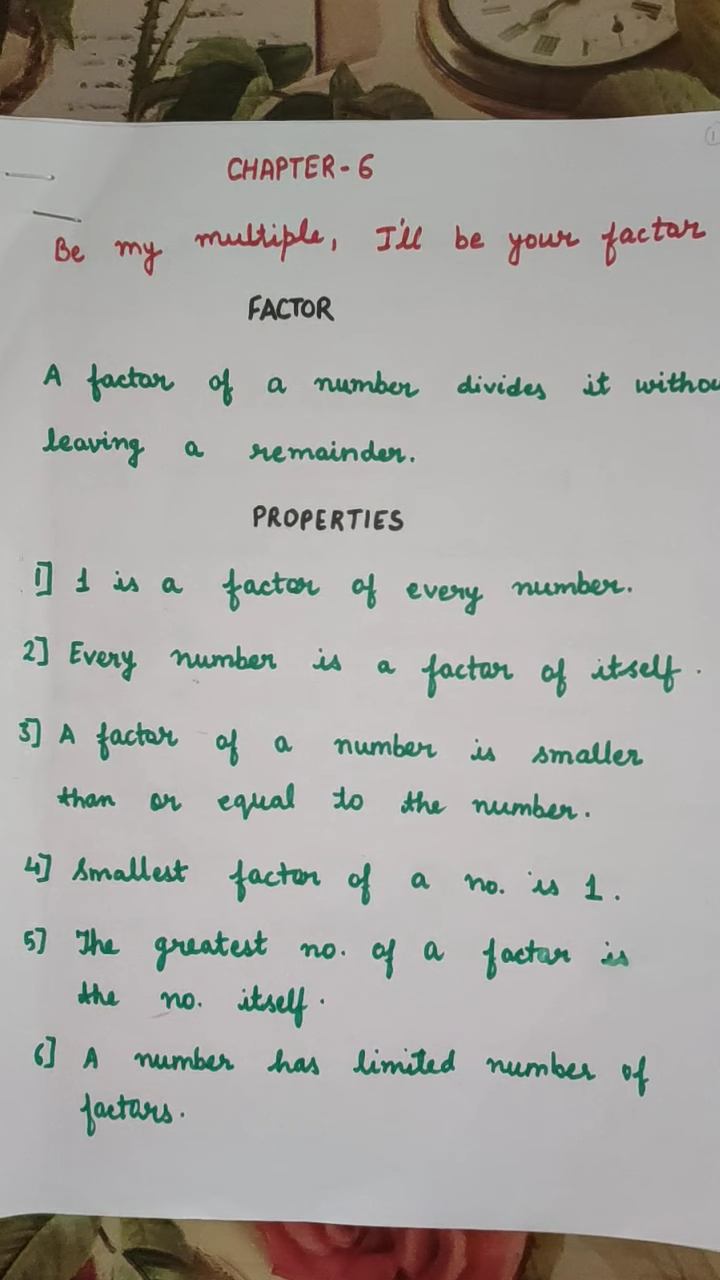 CHAPTER-6
Be my multiple, I'll be your factor
FACTOR
A factor of a number divides it withou
leaving a remainder.
PROPERTIES
1] 1 is a factor of every number.
2] Every number is a factor of itself.
3] A factor of a number is smaller
than or equal to the number.
4] Smallest factor of a no. is 1.
5] The greatest no. of a factor is
the no. itself.
6] A number has limited number of
factors.